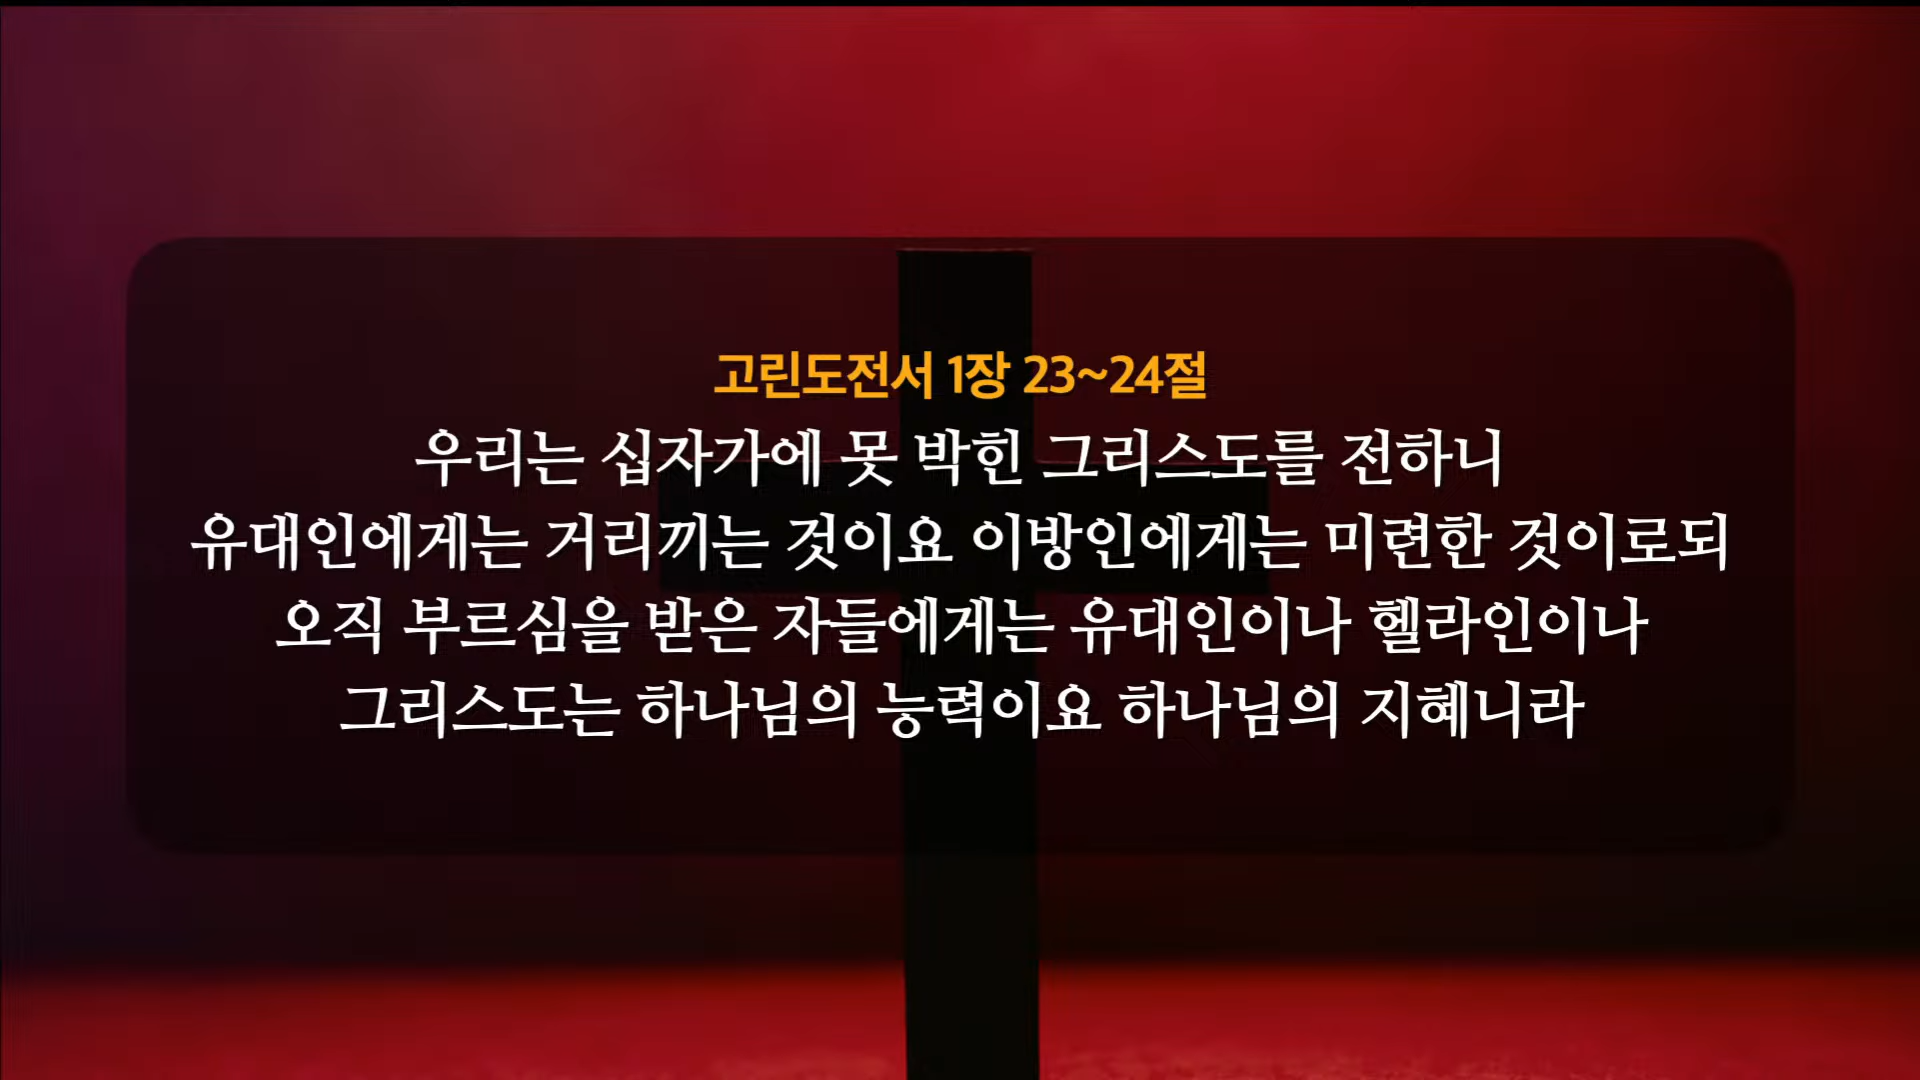 고린도전서 1장 23~24절
우리는 십자가에 못 박힌 그리스도를 전하니
유대인에게는 거리끼는 것이요 이방인에게는 미련한 것이로되
오직 부르심을 받은 자들에게는 유대인이나 헬라인이나
그리스도는 하나님의 능력이요 하나님의 지혜니라